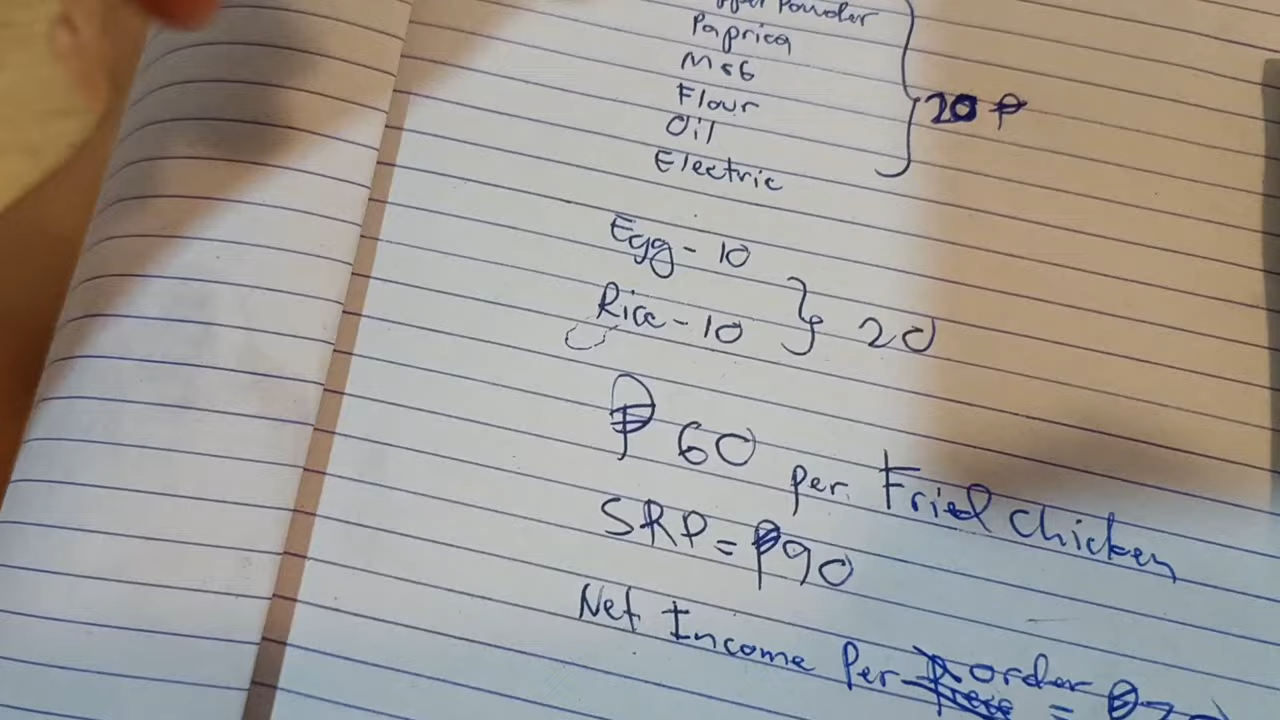 Powder
Paprica
MSG
Flour
Oil
Electric
20 ₱
Egg - 10
Rice - 10
20
₱ 60 per. Fried Chicken
SRP = ₱90
Net Income Per order =